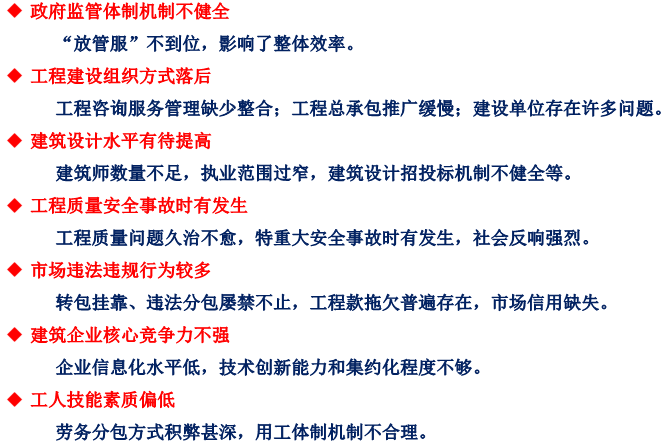 ◆ 政府监管体制机制不健全
“放管服”不到位，影响了整体效率。
◆ 工程建设组织方式落后
工程咨询服务管理缺少整合；工程总承包推广缓慢；建设单位存在许多问题。
◆ 建筑设计水平有待提高
建筑师数量不足，执业范围过窄，建筑设计招投标机制不健全等。
◆ 工程质量安全事故时有发生
工程质量问题久治不愈，特重大安全事故时有发生，社会反响强烈。
◆ 市场违法违规行为较多
转包挂靠、违法分包屡禁不止，工程款拖欠普遍存在，市场信用缺失。
◆ 建筑企业核心竞争力不强
企业信息化水平低，技术创新能力和集约化程度不够。
◆ 工人技能素质偏低
劳务分包方式积弊甚深，用工体制机制不合理。